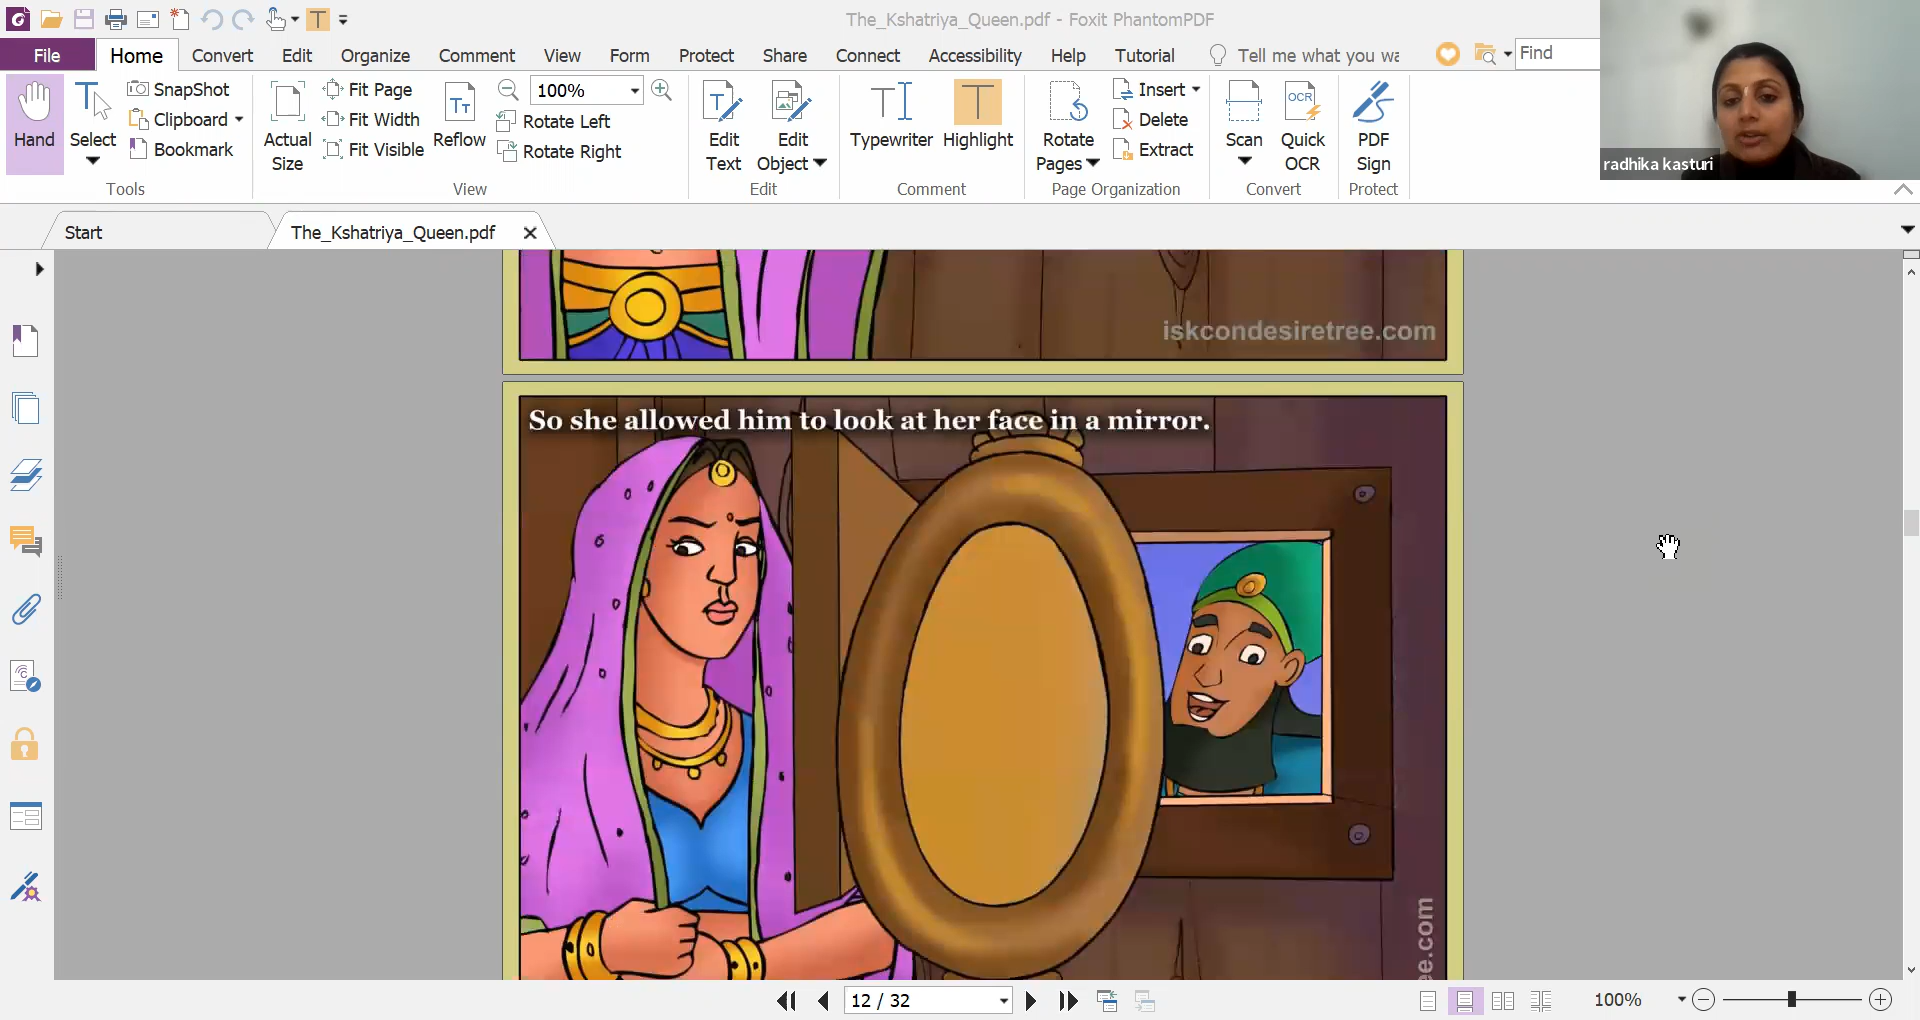 The_Kshatriya_Queen.pdf - Foxit PhantomPDF
File Home Convert Edit Organize Comment View Form Protect Share Connect Accessibility Help Tutorial Tell me what you wa Find
Hand
Select
SnapShot
Clipboard
Bookmark
Tools
Actual Size
Fit Page
Fit Width
Fit Visible
Reflow
100%
Rotate Left
Rotate Right
View
Edit Text
Edit Object
Edit
Typewriter
Highlight
Comment
Rotate Pages
Insert
Delete
Extract
Page Organization
Scan
Quick OCR
Convert
PDF Sign
Protect
radhika kasturi
Start
The_Kshatriya_Queen.pdf
iskcondesiretree.com
So she allowed him to look at her face in a mirror.
ee.com
12 / 32
100%